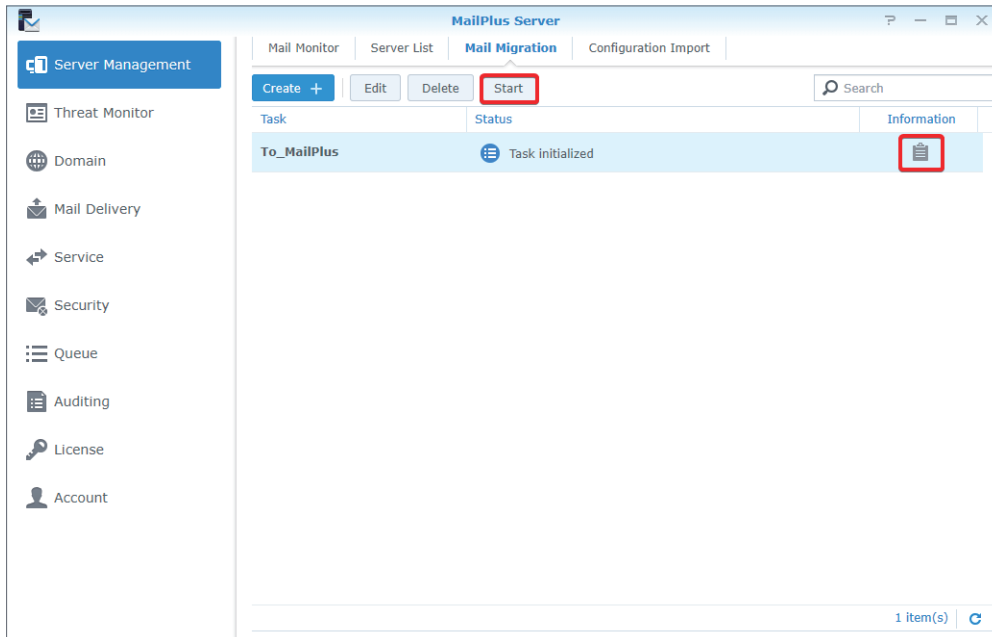 MailPlus Server
Server Management
Threat Monitor
Domain
Mail Delivery
Service
Security
Queue
Auditing
License
Account
Mail Monitor Server List Mail Migration Configuration Import
Create + Edit Delete Start Search
Task Status Information
To_MailPlus Task initialized
1 item(s)